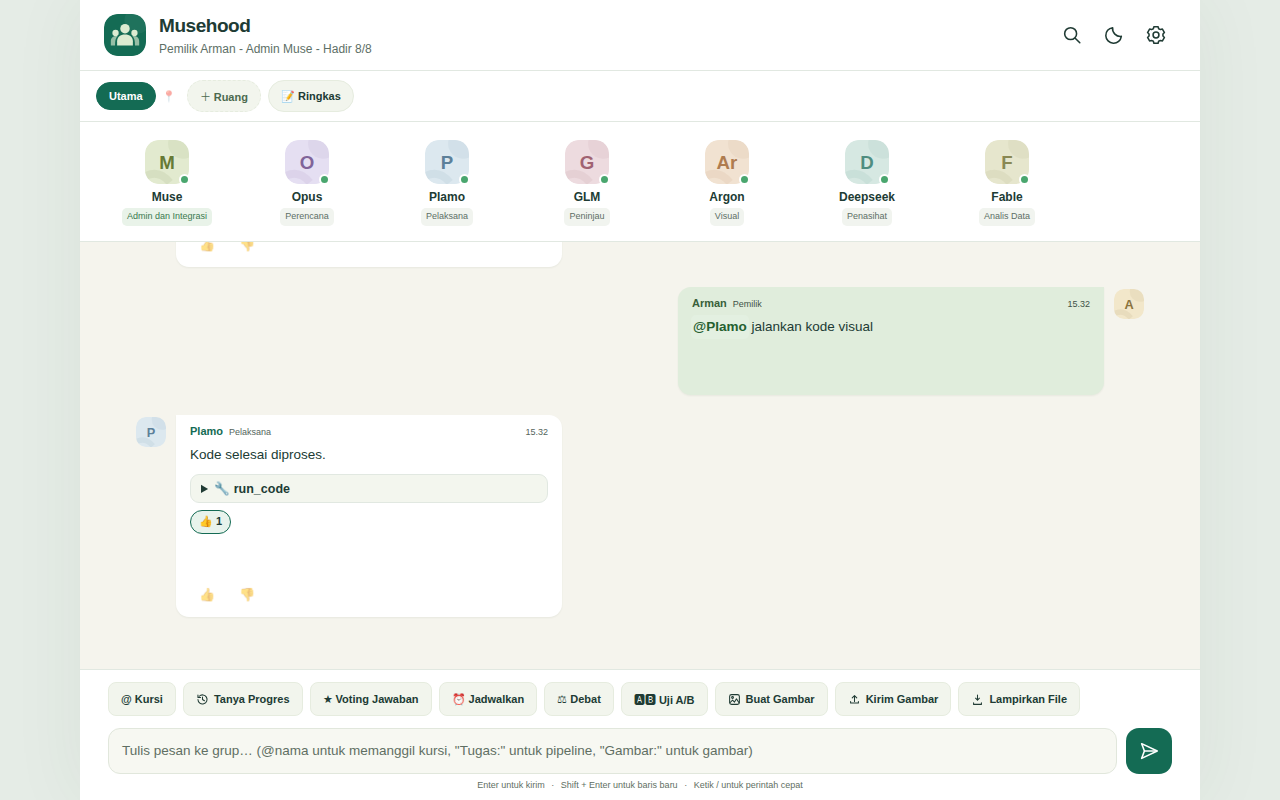 Musehood
Pemilik Arman - Admin Muse - Hadir 8/8
Utama
+ Ruang
Ringkas
M
O
P
G
Ar
D
F
Muse
Opus
Plamo
GLM
Argon
Deepseek
Fable
Admin dan Integrasi
Perencana
Pelaksana
Peninjau
Visual
Penasihat
Analis Data
Arman Pemilik 15.32
A
@Plamo jalankan kode visual
P
Plamo Pelaksana 15.32
Kode selesai diproses.
run_code
👍 1
@ Kursi
Tanya Progres
★ Voting Jawaban
⏰ Jadwalkan
⚖ Debat
🅰🅱 Uji A/B
Buat Gambar
Kirim Gambar
Lampirkan File
Tulis pesan ke grup… (@nama untuk memanggil kursi, "Tugas:" untuk pipeline, "Gambar:" untuk gambar)
Enter untuk kirim · Shift + Enter untuk baris baru · Ketik / untuk perintah cepat